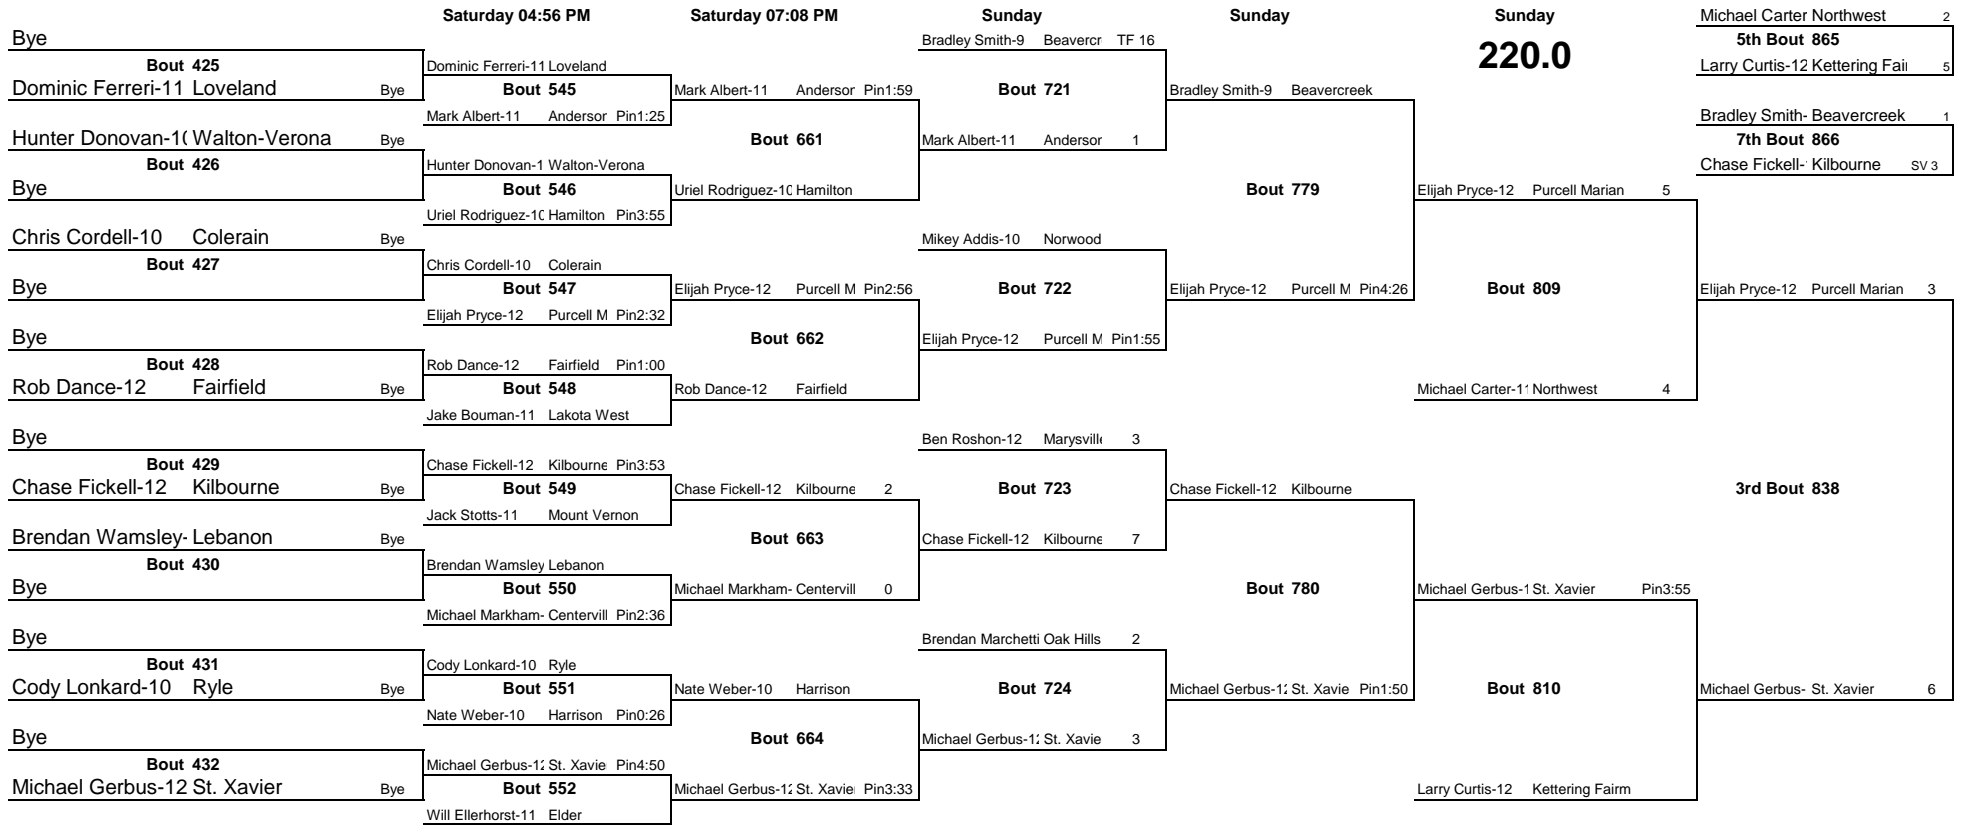 Saturday 04:56 PM Saturday 07:08 PM Sunday Sunday Sunday
220.0
Bye
Bout 425
Dominic Ferreri-11 Loveland Bye
Hunter Donovan-1( Walton-Verona Bye
Bout 426
Bye
Chris Cordell-10 Colerain Bye
Bout 427
Bye
Bye
Bout 428
Rob Dance-12 Fairfield Bye
Bye
Bout 429
Chase Fickell-12 Kilbourne Bye
Brendan Wamsley- Lebanon Bye
Bout 430
Bye
Bye
Bout 431
Cody Lonkard-10 Ryle Bye
Bye
Bout 432
Michael Gerbus-12 St. Xavier Bye
Dominic Ferreri-11 Loveland
Bout 545
Mark Albert-11 Anderson Pin1:25
Hunter Donovan-1 Walton-Verona
Bout 546
Uriel Rodriguez-1( Hamilton Pin3:55
Chris Cordell-10 Colerain
Bout 547
Elijah Pryce-12 Purcell M Pin2:32
Rob Dance-12 Fairfield Pin1:00
Bout 548
Jake Bouman-11 Lakota West
Chase Fickell-12 Kilbourne Pin3:53
Bout 549
Jack Stotts-11 Mount Vernon
Brendan Wamsley Lebanon
Bout 550
Michael Markham- Centervill Pin2:36
Cody Lonkard-10 Ryle
Bout 551
Nate Weber-10 Harrison Pin0:26
Michael Gerbus-12 St. Xavie Pin4:50
Bout 552
Will Ellerhorst-11 Elder
Mark Albert-11 Anderson Pin1:59
Bout 661
Uriel Rodriguez-10 Hamilton
Elijah Pryce-12 Purcell M Pin2:56
Bout 662
Rob Dance-12 Fairfield
Chase Fickell-12 Kilbourne 2
Bout 663
Michael Markham- Centervill 0
Nate Weber-10 Harrison
Bout 664
Michael Gerbus-12 St. Xavie Pin3:33
Bradley Smith-9 Beavercr TF 16
Bout 721
Mark Albert-11 Anderson 1
Mikey Addis-10 Norwood
Bout 722
Elijah Pryce-12 Purcell M Pin1:55
Ben Roshon-12 Marysville 3
Bout 723
Chase Fickell-12 Kilbourne 7
Brendan Marchetti Oak Hills 2
Bout 724
Michael Gerbus-12 St. Xavie 3
Bradley Smith-9 Beavercreek
Bout 779
Elijah Pryce-12 Purcell M Pin4:26
Chase Fickell-12 Kilbourne
Bout 780
Michael Gerbus-12 St. Xavie Pin1:50
Elijah Pryce-12 Purcell Marian 5
Bout 809
Michael Carter-11 Northwest 4
Michael Gerbus-1 St. Xavier Pin3:55
Bout 810
Larry Curtis-12 Kettering Fairm
Elijah Pryce-12 Purcell Marian 3
3rd Bout 838
Michael Gerbus- St. Xavier 6
Michael Carter Northwest 2
5th Bout 865
Larry Curtis-12 Kettering Fair 5
Bradley Smith- Beavercreek 1
7th Bout 866
Chase Fickell- Kilbourne SV 3